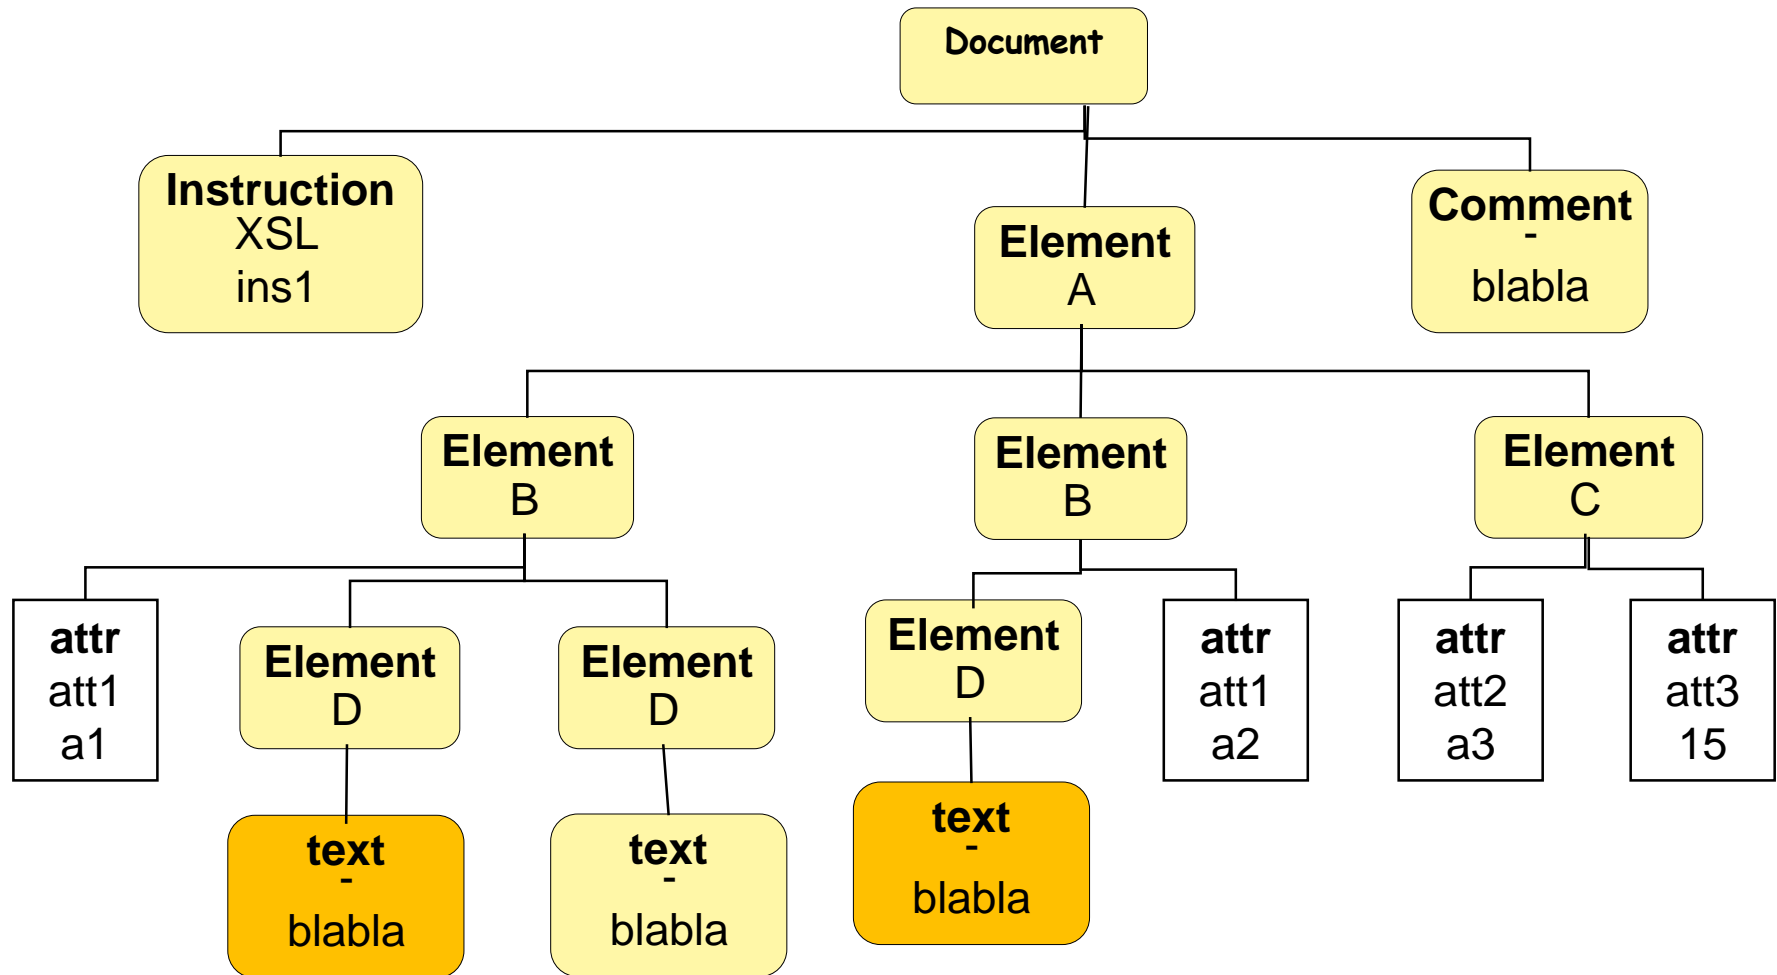 Document
Instruction
XSL
ins1
Element
A
Comment
-
blabla
Element
B
Element
B
Element
C
attr
att1
a1
Element
D
Element
D
Element
D
attr
att1
a2
attr
att2
a3
attr
att3
15
text
-
blabla
text
-
blabla
text
-
blabla